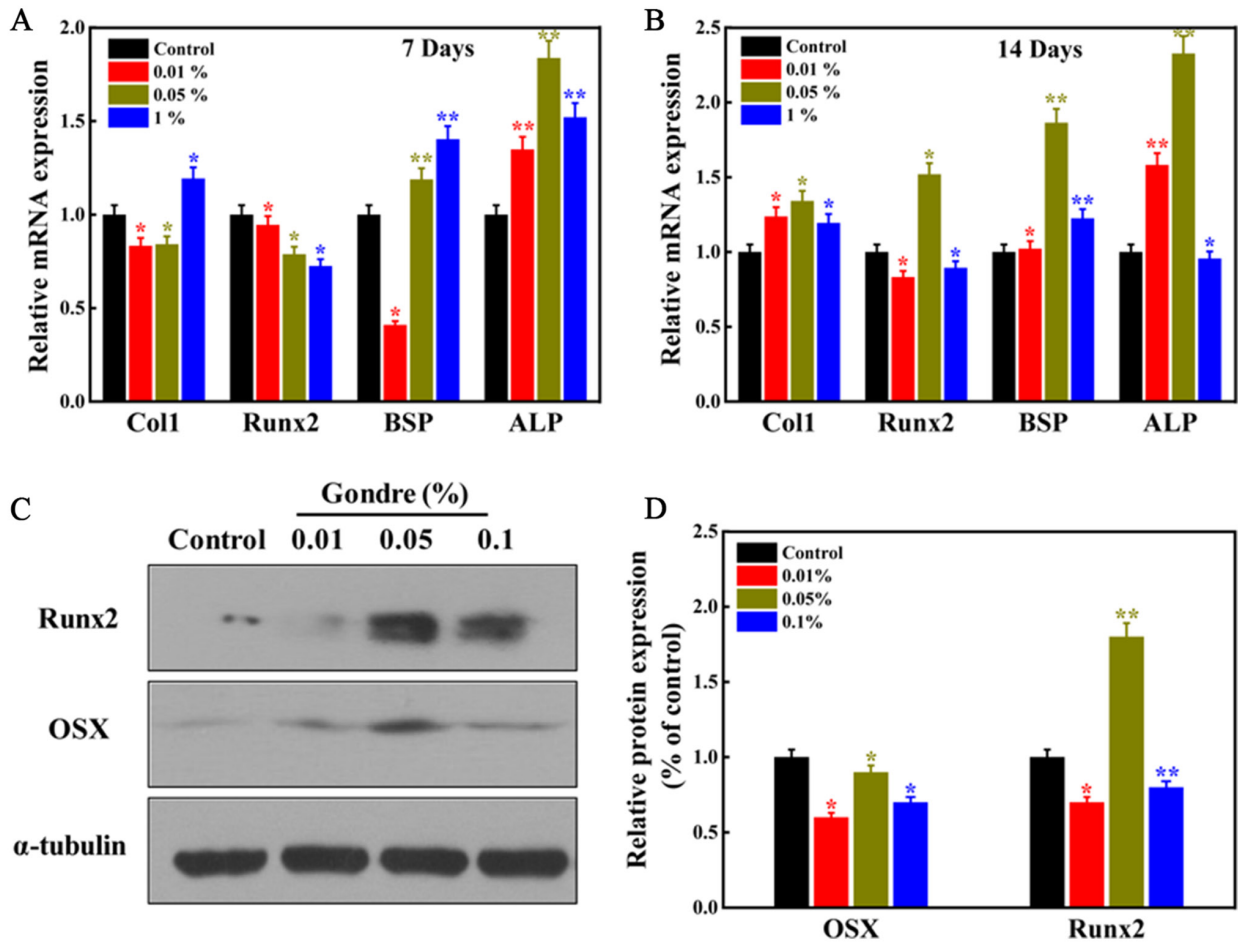 A
2.0
1.5
1.0
0.5
0.0
Relative mRNA expression
Control
0.01 %
0.05 %
1 %
7 Days
* * *
* * * *
* ** **
** ** **
Col1 Runx2 BSP ALP
B
2.5
2.0
1.5
1.0
0.5
0.0
Relative mRNA expression
Control
0.01 %
0.05 %
1 %
14 Days
* * *
* * *
* ** **
** ** *
Col1 Runx2 BSP ALP
C
Gondre (%)
Control 0.01 0.05 0.1
Runx2
OSX
α-tubulin
D
2.5
2.0
1.5
1.0
0.5
0.0
Relative protein expression
(% of control)
Control
0.01%
0.05%
0.1%
* * *
* ** **
OSX Runx2